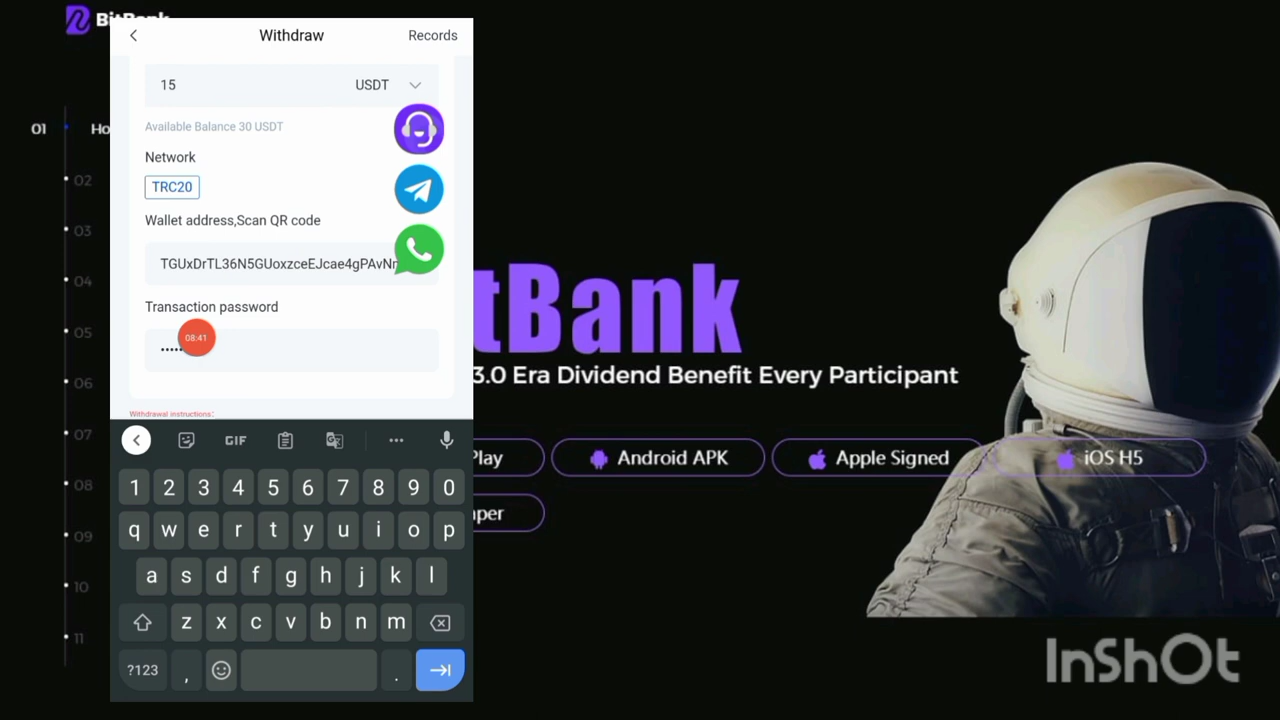 Withdraw
Records
15
USDT
Available Balance 30 USDT
Network
TRC20
Wallet address,Scan QR code
TGUxDrTL36N5GUoxzceEJcae4gPAvN
Transaction password
08:41
Withdrawal instructions:
GIF
1 2 3 4 5 6 7 8 9 0
q w e r t y u i o p
a s d f g h j k l
z x c v b n m
?123 , .
01
Ho
02
03
04
05
06
07
08
09
10
11
tBank
3.0 Era Dividend Benefit Every Participant
Play
Android APK
Apple Signed
iOS H5
per
InShOt